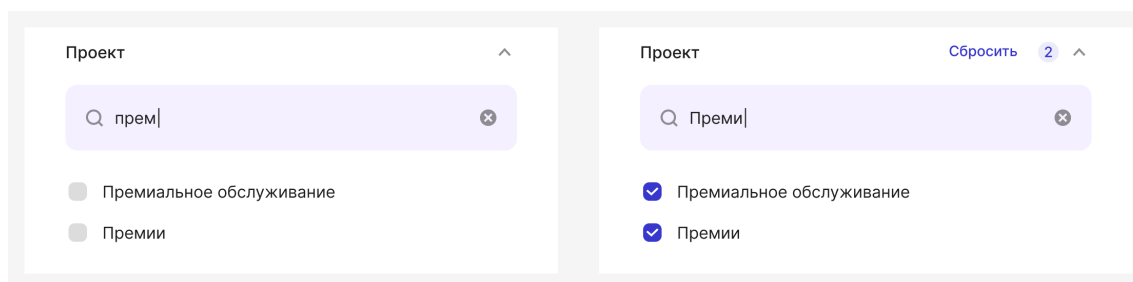 Проект
прем
Премиальное обслуживание
Премии
Проект Сбросить 2
Преми
Премиальное обслуживание
Премии